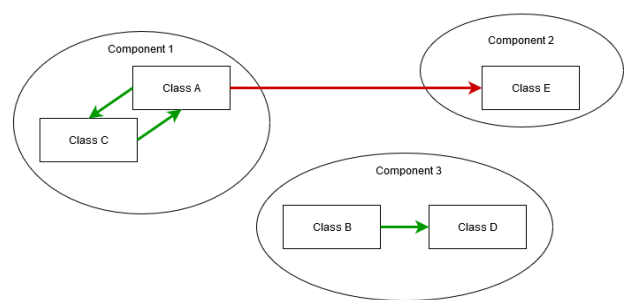 Component 1
Class A
Class C
Component 2
Class E
Component 3
Class B
Class D